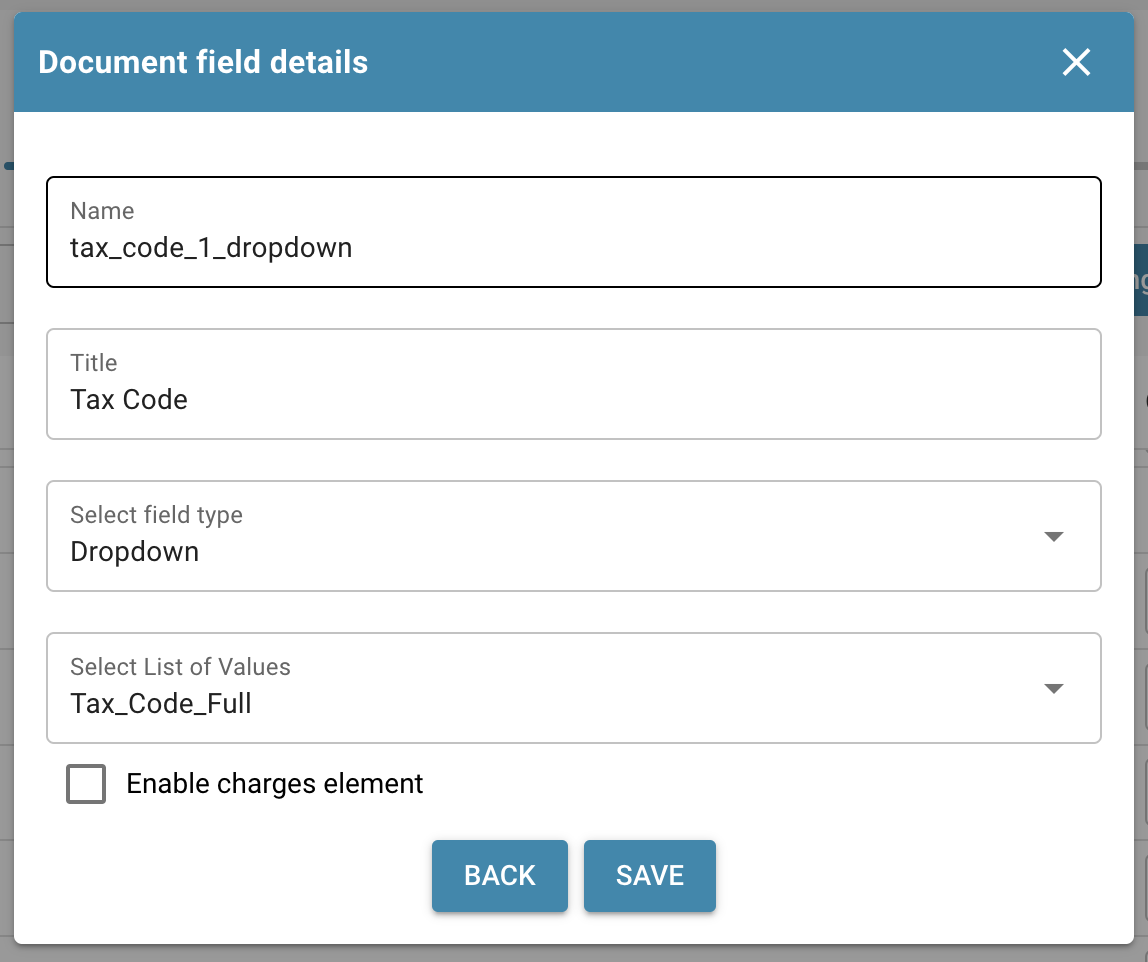 Document field details
Name
tax_code_1_dropdown
Title
Tax Code
Select field type
Dropdown
Select List of Values
Tax_Code_Full
Enable charges element
BACK SAVE